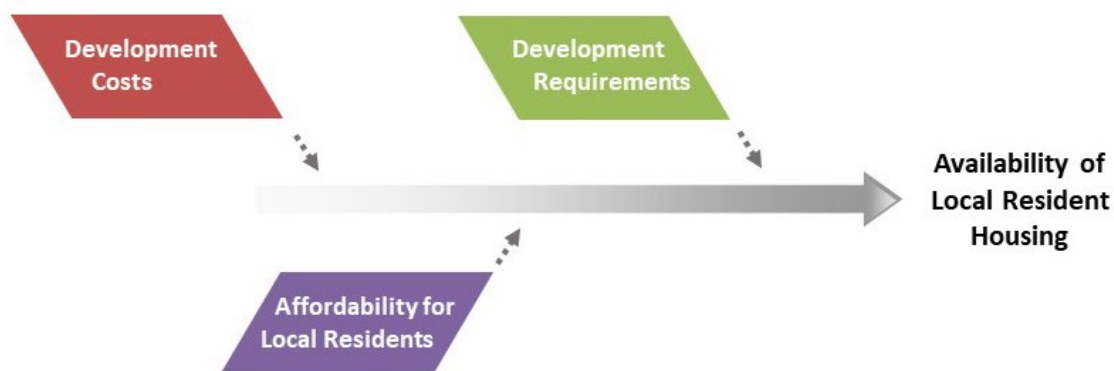 Development
Costs
Development
Requirements
Availability of
Local Resident
Housing
Affordability for
Local Residents